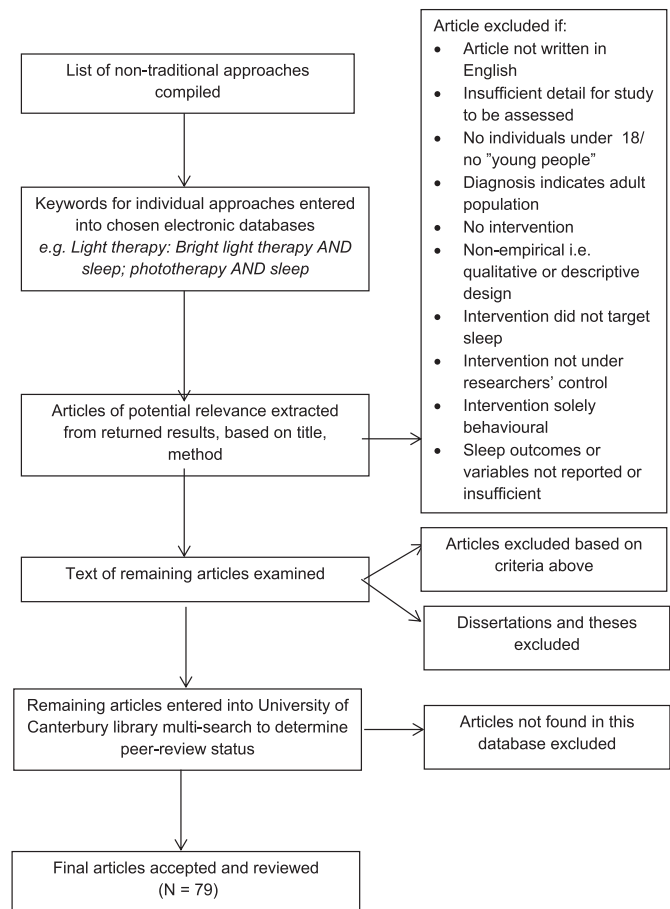 List of non-traditional approaches
compiled
Keywords for individual approaches entered
into chosen electronic databases
e.g. Light therapy: Bright light therapy AND
sleep; phototherapy AND sleep
Articles of potential relevance extracted
from returned results, based on title,
method
Article excluded if:
• Article not written in
English
• Insufficient detail for study
to be assessed
• No individuals under 18/
no ”young people”
• Diagnosis indicates adult
population
• No intervention
• Non-empirical i.e.
qualitative or descriptive
design
• Intervention did not target
sleep
• Intervention not under
researchers’ control
• Intervention solely
behavioural
• Sleep outcomes or
variables not reported or
insufficient
Text of remaining articles examined
Articles excluded based on
criteria above
Dissertations and theses
excluded
Remaining articles entered into University of
Canterbury library multi-search to determine
peer-review status
Articles not found in this
database excluded
Final articles accepted and reviewed
(N = 79)